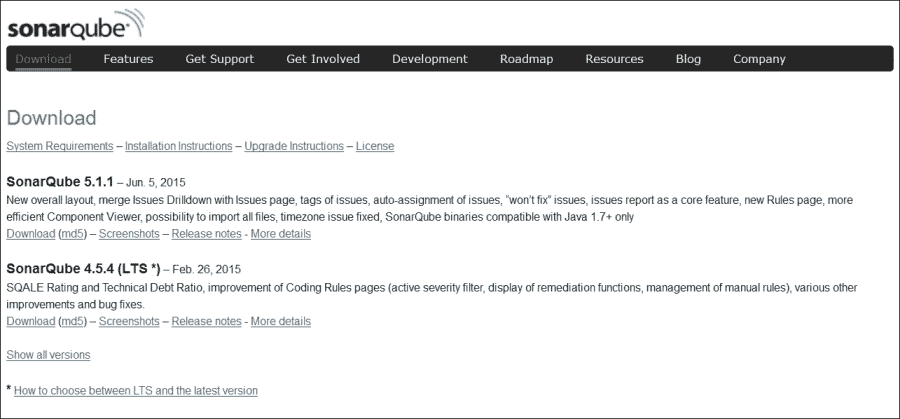 sonarqube
Download Features Get Support Get Involved Development Roadmap Resources Blog Company
Download
System Requirements – Installation Instructions – Upgrade Instructions – License
SonarQube 5.1.1 – Jun. 5, 2015
New overall layout, merge Issues Drilldown with Issues page, tags of issues, auto-assignment of issues, "won't fix" issues, issues report as a core feature, new Rules page, more
efficient Component Viewer, possibility to import all files, timezone issue fixed, SonarQube binaries compatible with Java 1.7+ only
Download (md5) – Screenshots – Release notes - More details
SonarQube 4.5.4 (LTS *) – Feb. 26, 2015
SQALE Rating and Technical Debt Ratio, improvement of Coding Rules pages (active severity filter, display of remediation functions, management of manual rules), various other
improvements and bug fixes.
Download (md5) – Screenshots – Release notes - More details
Show all versions
* How to choose between LTS and the latest version